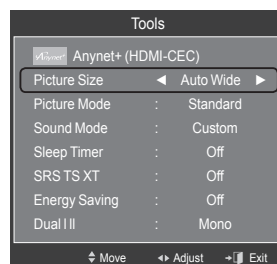 Tools
Anynet+ Anynet+ (HDMI-CEC)
Picture Size ◄ Auto Wide ►
Picture Mode : Standard
Sound Mode : Custom
Sleep Timer : Off
SRS TS XT : Off
Energy Saving : Off
Dual l ll : Mono
Move Adjust Exit